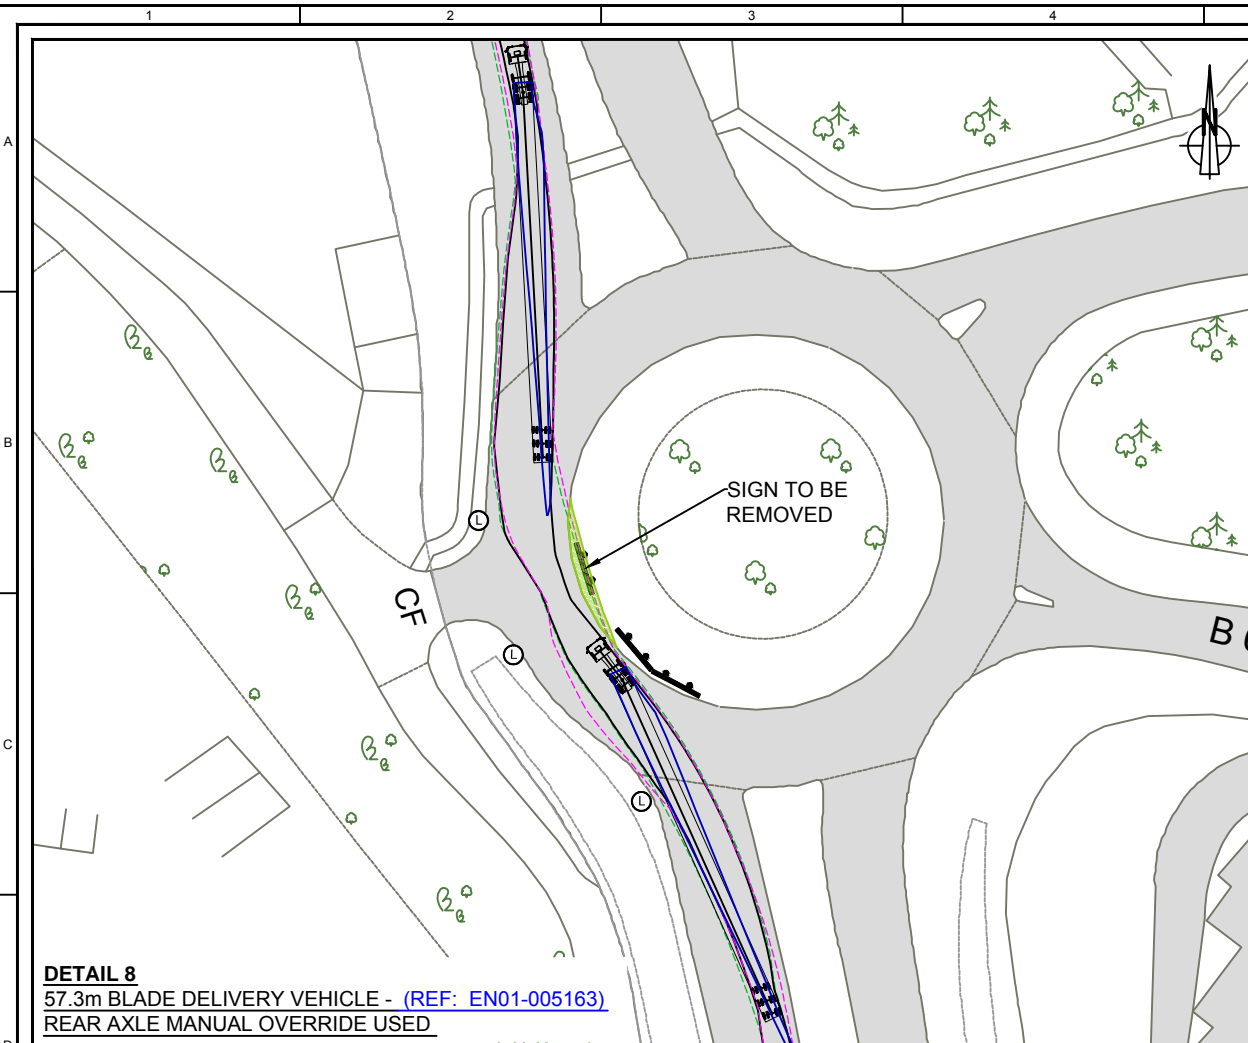 1 2 3 4
A
N
B
SIGN TO BE
REMOVED
L
CF
L
C
L
DETAIL 8
57.3m BLADE DELIVERY VEHICLE - (REF: EN01-005163)
REAR AXLE MANUAL OVERRIDE USED